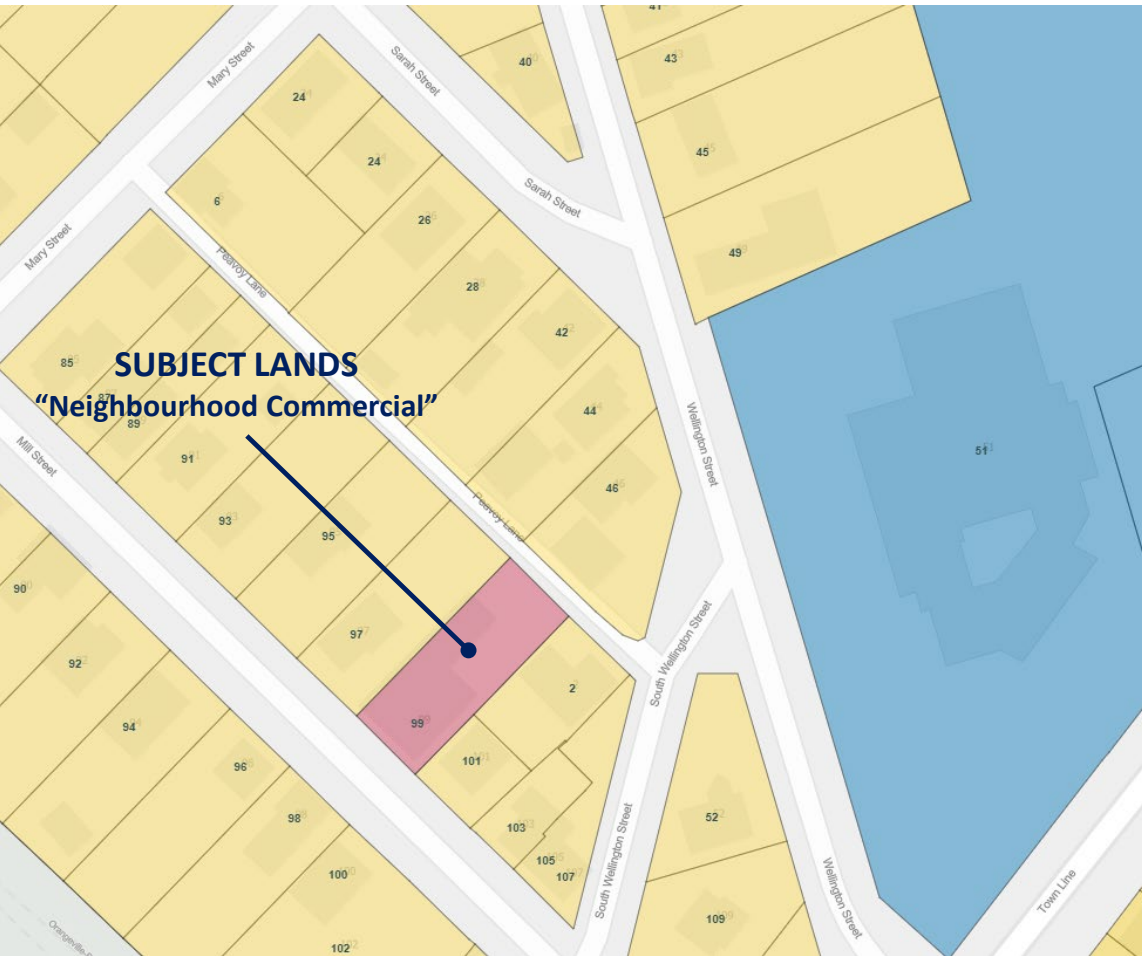 41
40
43
Mary Street
Sarah Street
24
24
45
6
Sarah Street
26
49
Mary Street
Peavoy Lane
28
42
85
SUBJECT LANDS
87
“Neighbourhood Commercial”
89
44
Wellington Street
Mill Street
91
51
46
93
95
Peavoy Lane
90
97
92
South Wellington Street
2
94
99
101
96
98
52
103
105
100
107
South Wellington Street
Wellington Street
Town Line
109
102